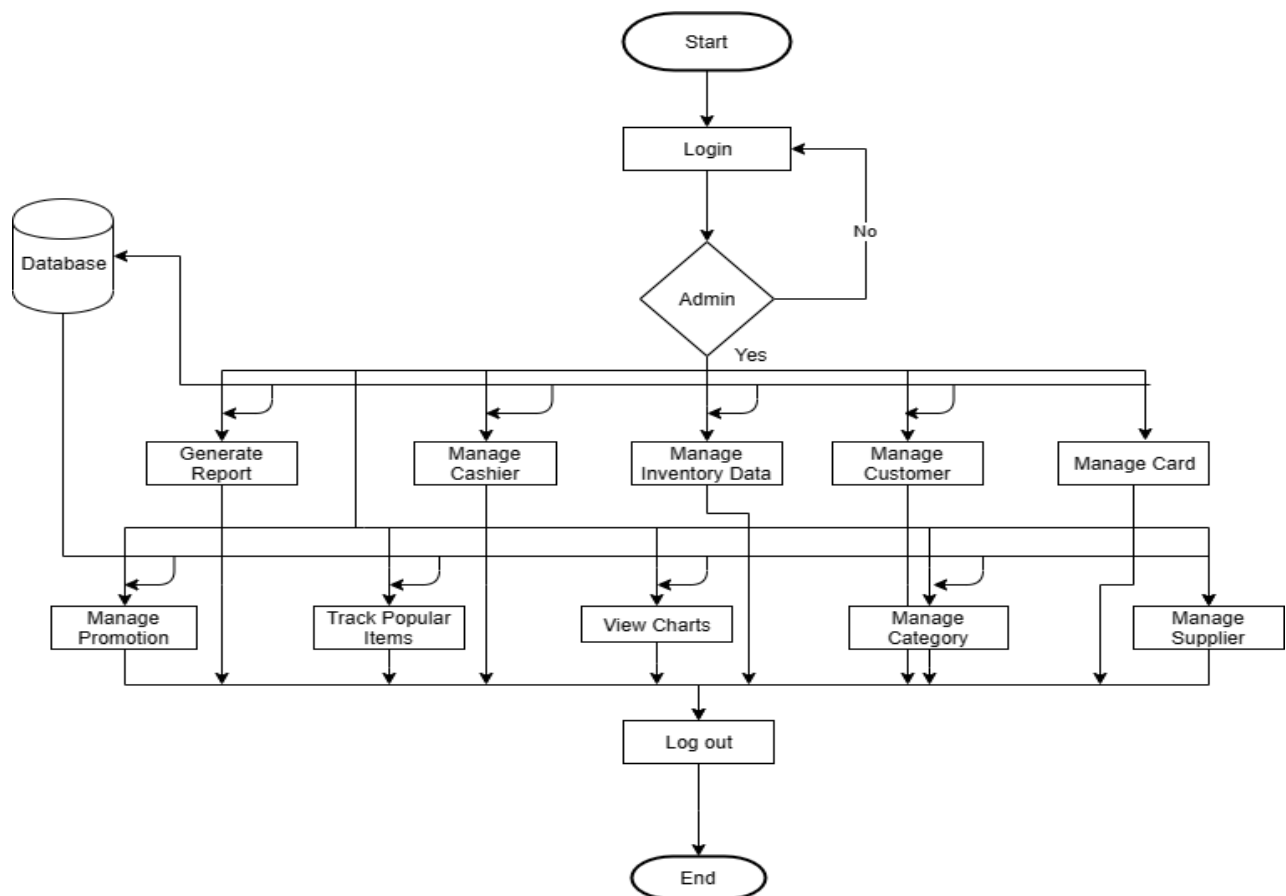 Start
Login
No
Database
Admin
Yes
Generate
Report
Manage
Cashier
Manage
Inventory Data
Manage
Customer
Manage Card
Manage
Promotion
Track Popular
Items
View Charts
Manage
Category
Manage
Supplier
Log out
End